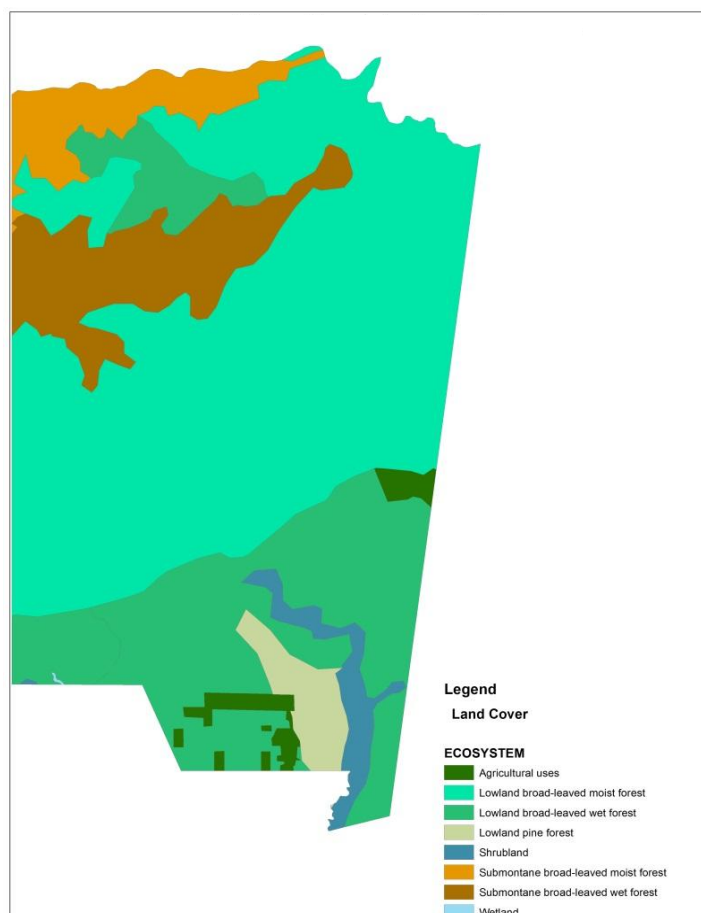 Legend
Land Cover
ECOSYSTEM
Agricultural uses
Lowland broad-leaved moist forest
Lowland broad-leaved wet forest
Lowland pine forest
Shrubland
Submontane broad-leaved moist forest
Submontane broad-leaved wet forest
Wetland